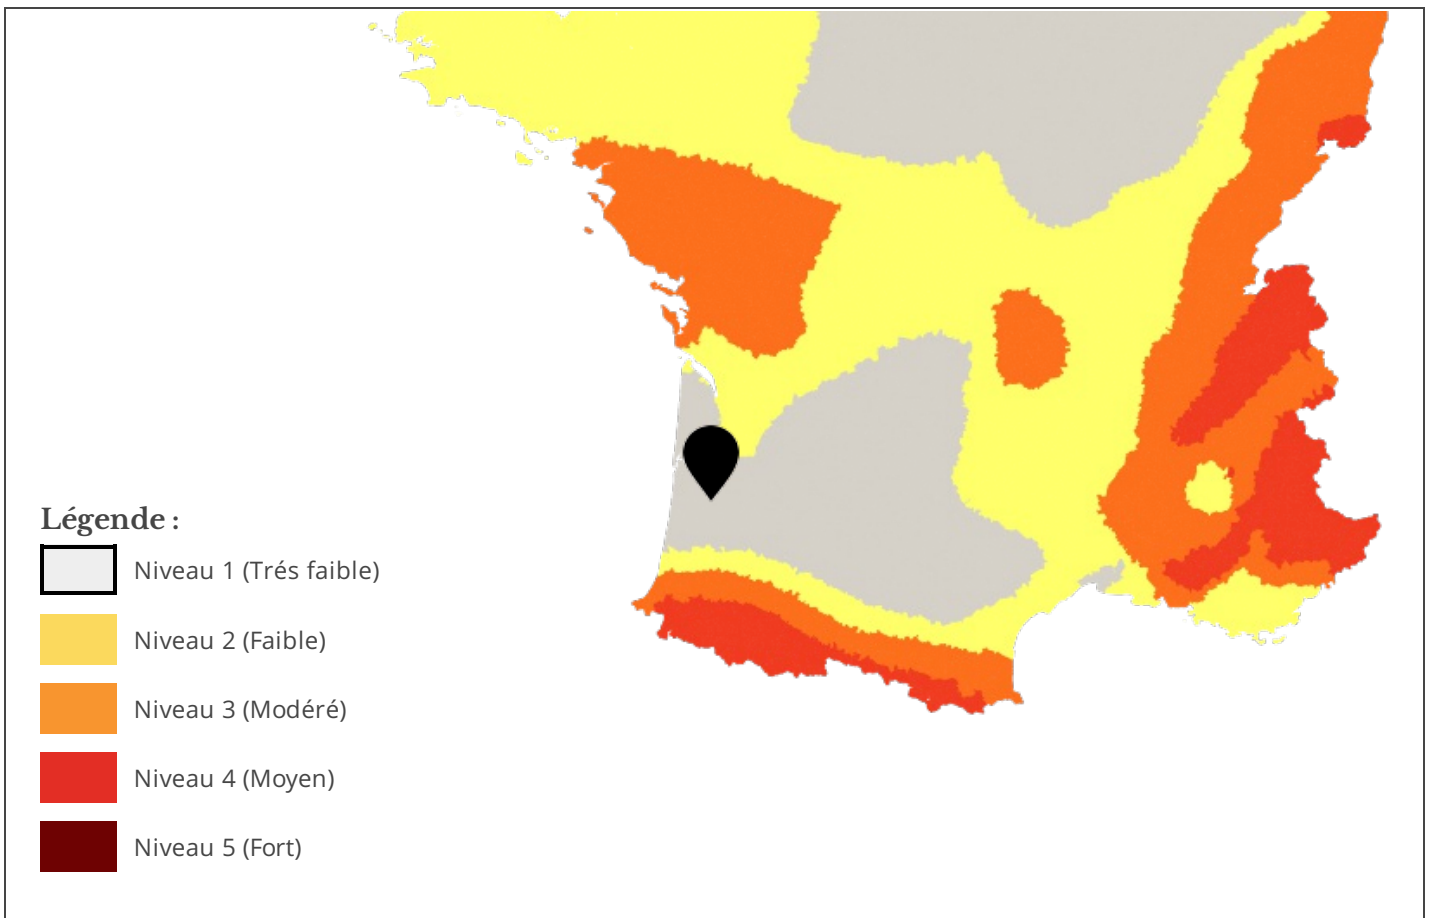 Légende :
Niveau 1 (Trés faible)
Niveau 2 (Faible)
Niveau 3 (Modéré)
Niveau 4 (Moyen)
Niveau 5 (Fort)